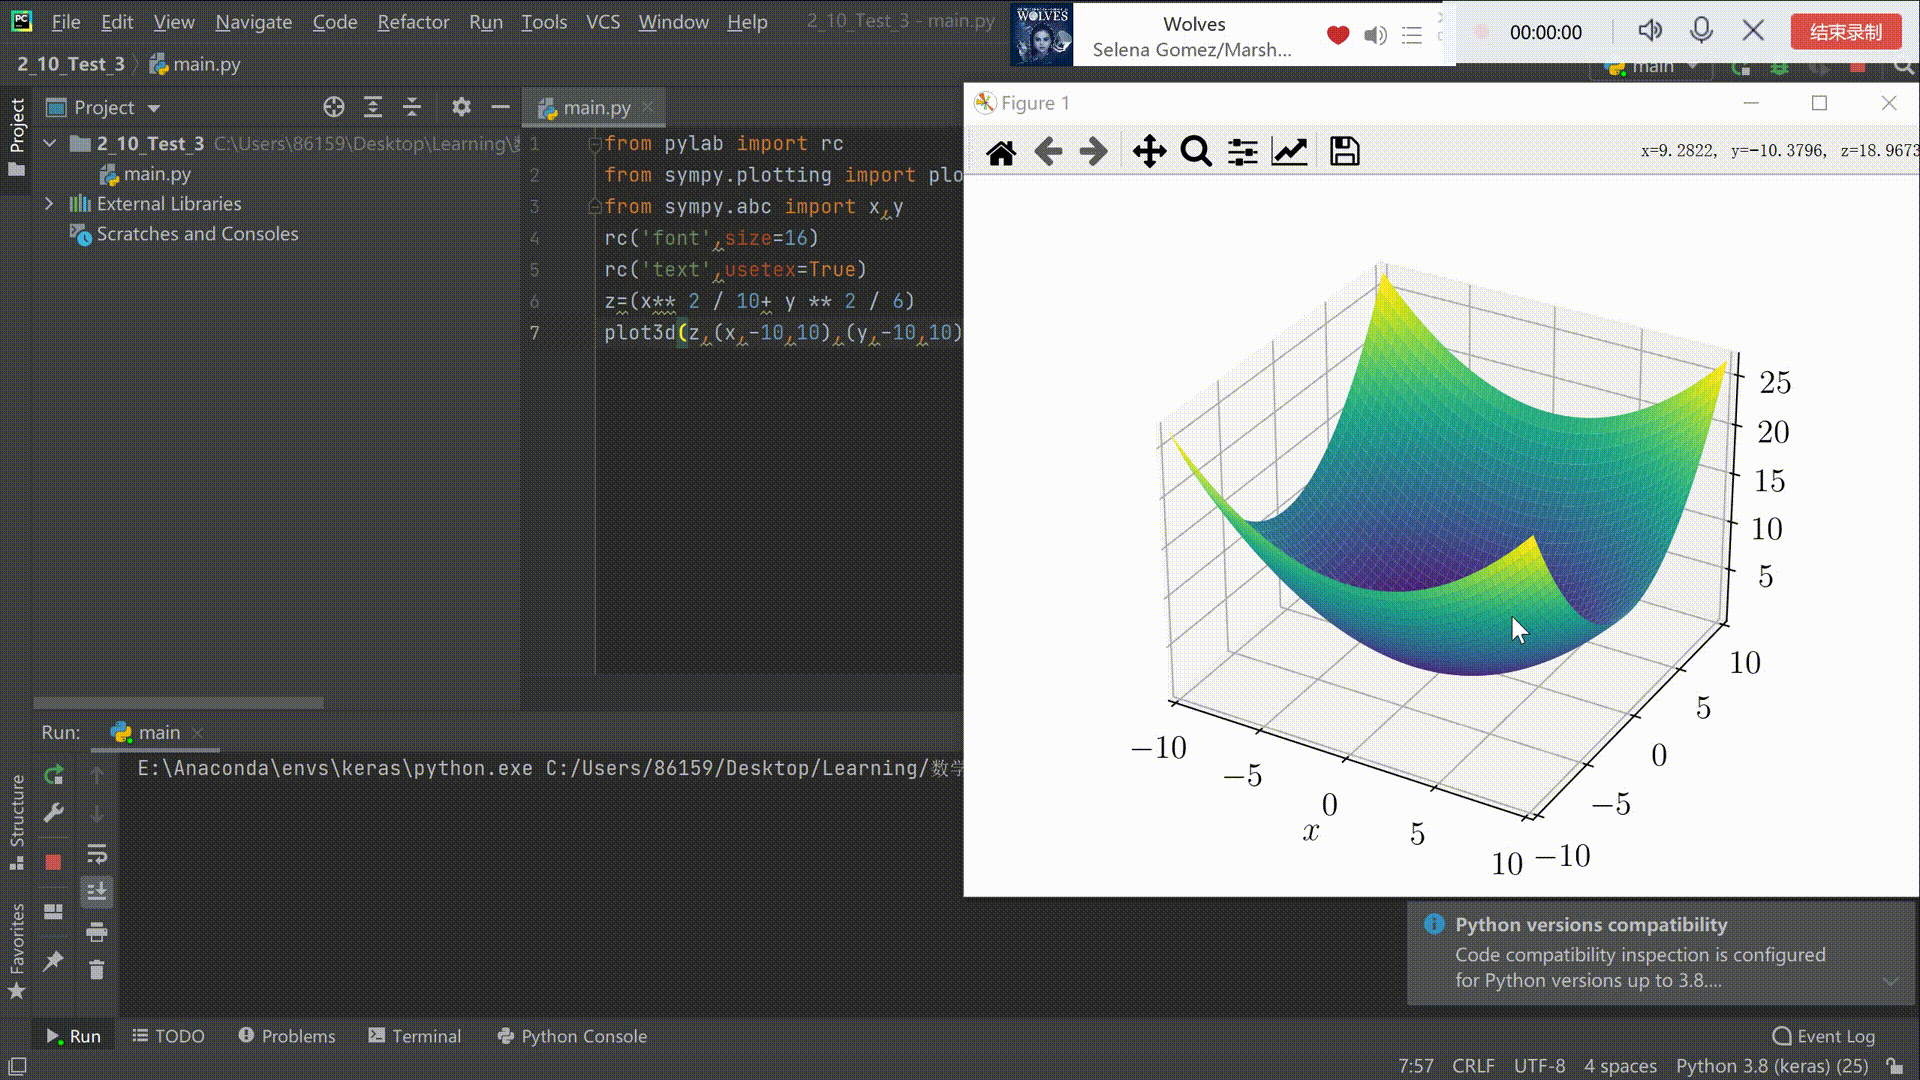 File Edit View Navigate Code Refactor Run Tools VCS Window Help 2_10_Test_3 - main.py
WOLVES
Wolves
Selena Gomez/Marsh...
00:00:00
结束录制
2_10_Test_3 main.py
main
Project
Project
main.py
2_10_Test_3 C:\Users\86159\Desktop\Learning\
main.py
External Libraries
Scratches and Consoles
1 from pylab import rc
2 from sympy.plotting import plo
3 from sympy.abc import x,y
4 rc('font',size=16)
5 rc('text',usetex=True)
6 z=(x** 2 / 10+ y ** 2 / 6)
7 plot3d(z,(x,-10,10),(y,-10,10)
Figure 1
x=9.2822, y=-10.3796, z=18.9673
25
20
15
10
5
10
5
0
−5
−10
−10
−5
0
5
10
x
Run: main
E:\Anaconda\envs\keras\python.exe C:/Users/86159/Desktop/Learning/数学
Structure
Favorites
Python versions compatibility
Code compatibility inspection is configured
for Python versions up to 3.8....
Run TODO Problems Terminal Python Console Event Log
7:57 CRLF UTF-8 4 spaces Python 3.8 (keras) (25)